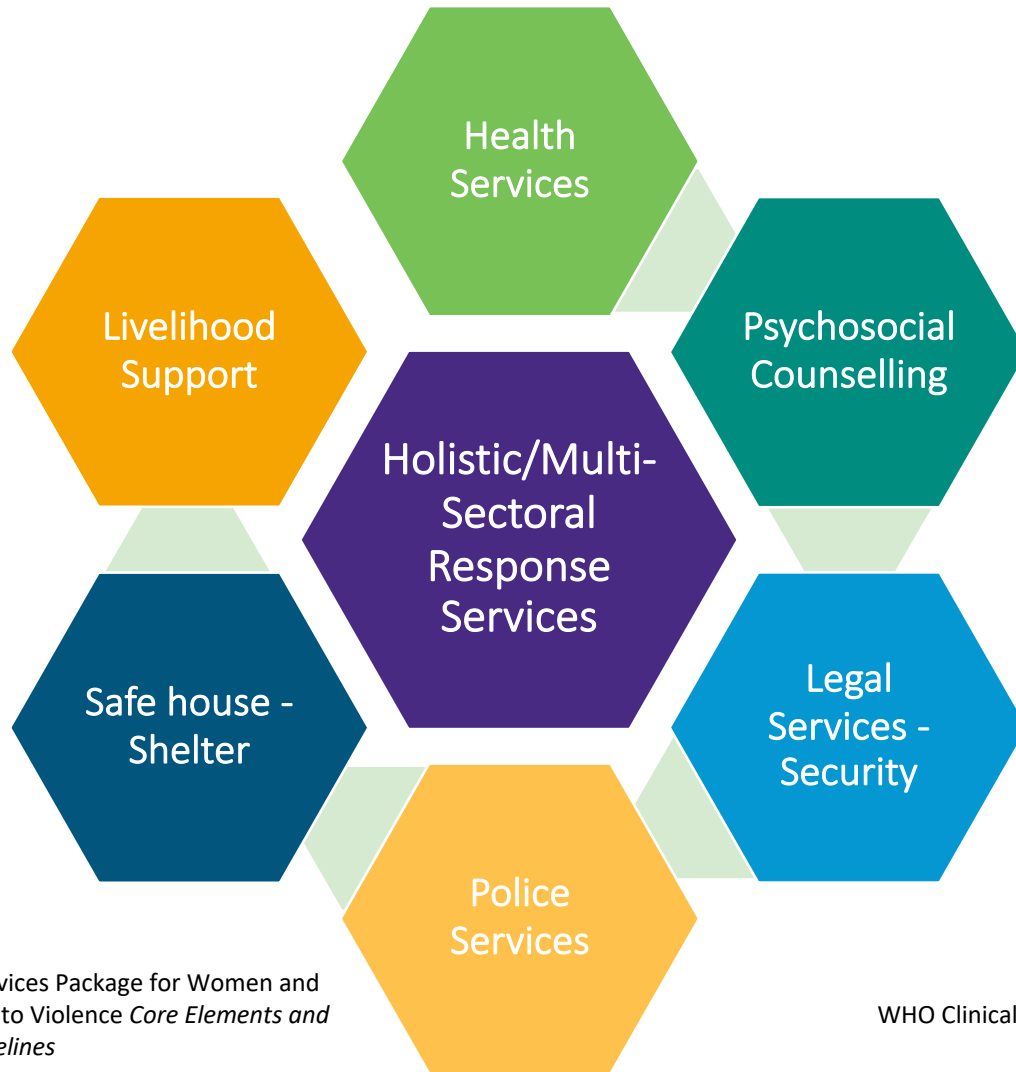 Health
Services
Livelihood
Support
Psychosocial
Counselling
Holistic/Multi-
Sectoral
Response
Services
Safe house -
Shelter
Legal
Services -
Security
Police
Services
vices Package for Women and
to Violence Core Elements and
elines
WHO Clinical